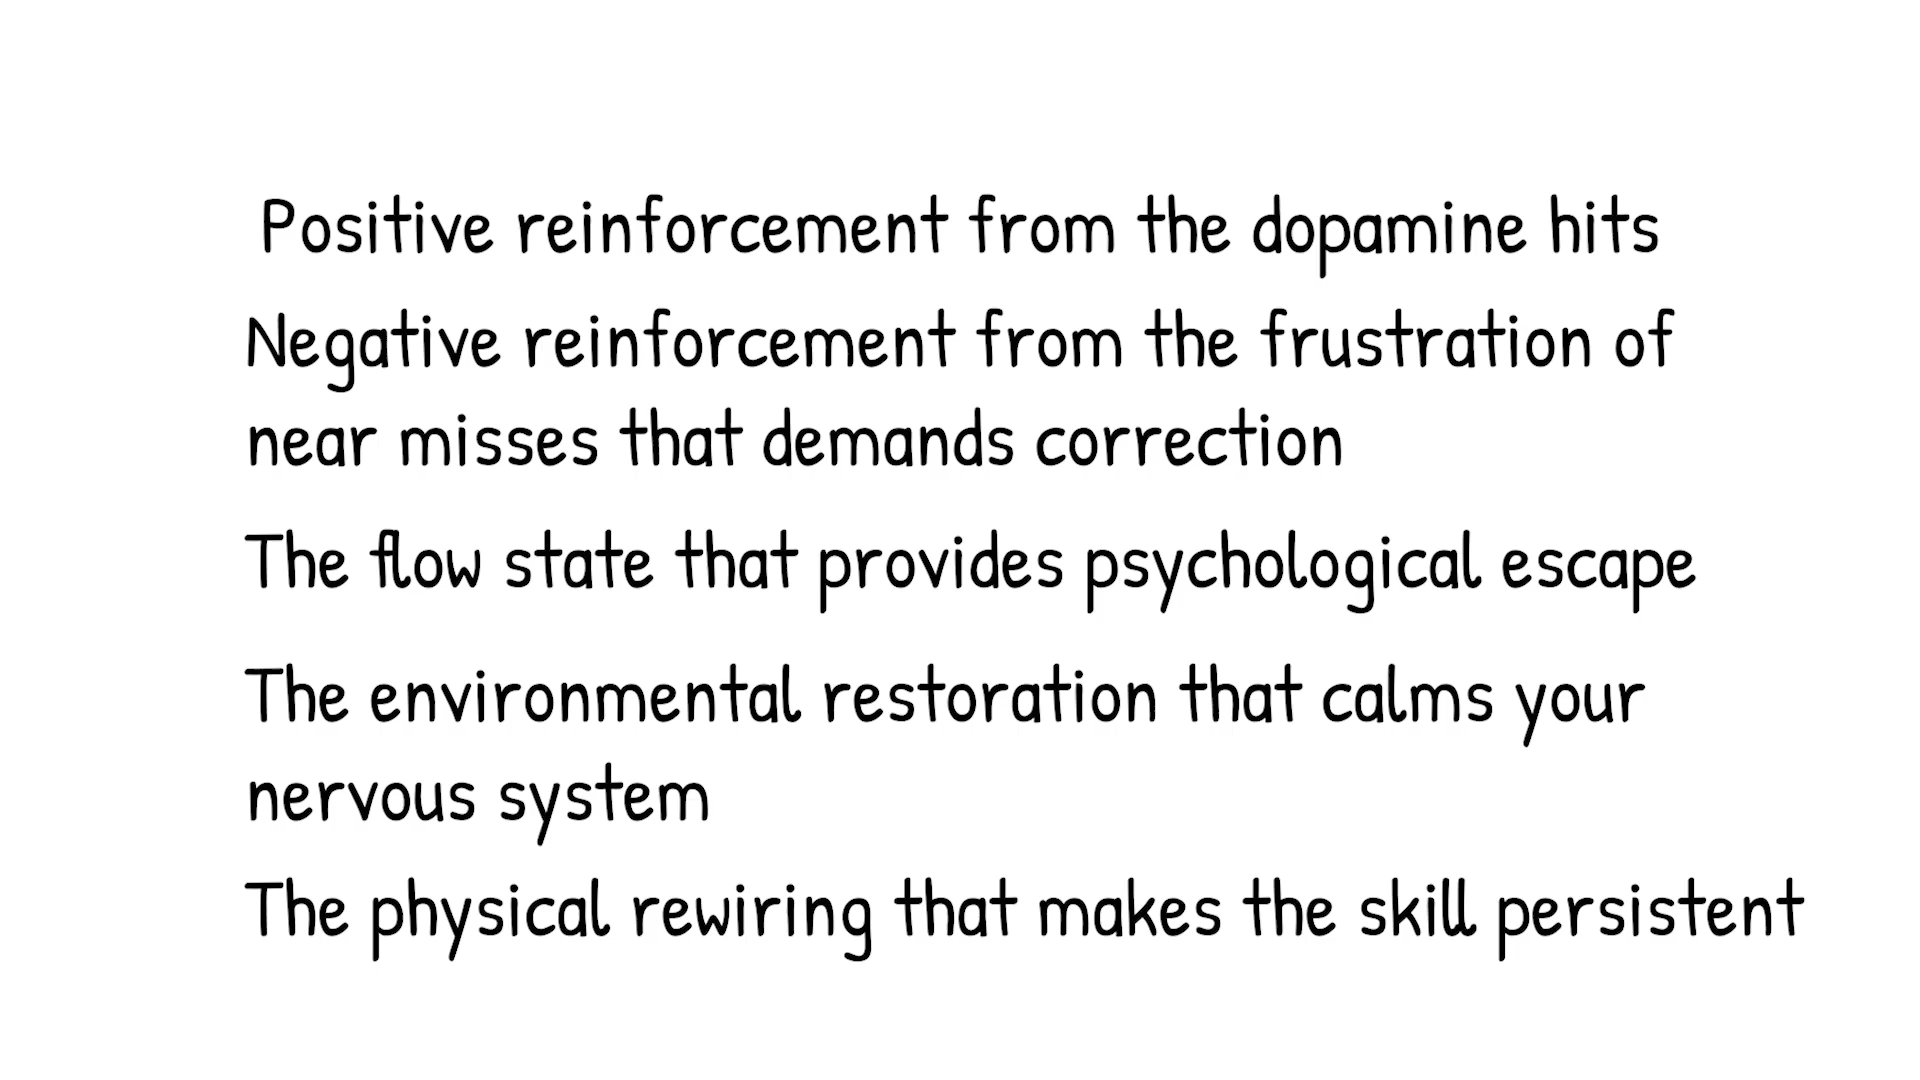 Positive reinforcement from the dopamine hits
Negative reinforcement from the frustration of
near misses that demands correction
The flow state that provides psychological escape
The environmental restoration that calms your
nervous system
The physical rewiring that makes the skill persistent